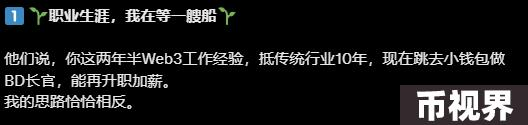 1 🌱职业生涯，我在等一艘船🌱
他们说，你这两年半Web3工作经验，抵传统行业10年，现在跳去小钱包做
BD长官，能再升职加薪。
我的思路恰恰相反。
币视界